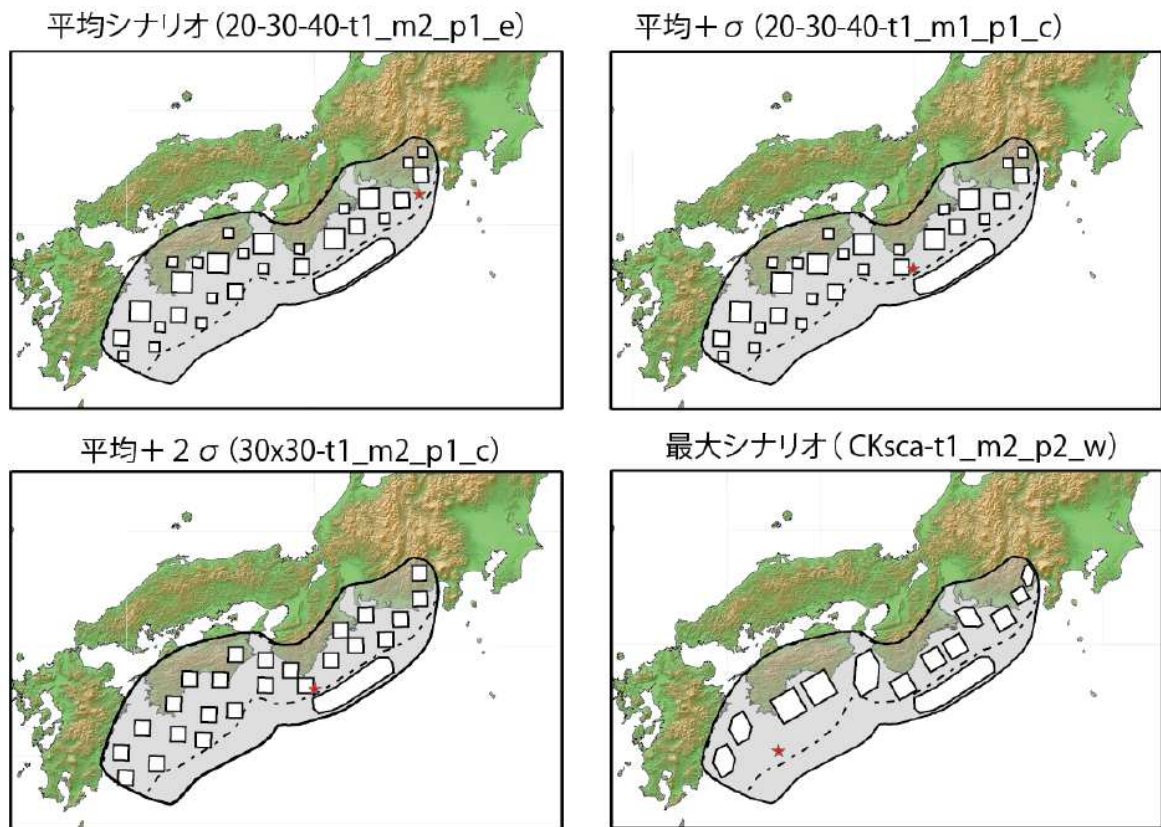 平均シナリオ(20-30-40-t1_m2_p1_e)
平均+σ(20-30-40-t1_m1_p1_c)
平均+2σ(30x30-t1_m2_p1_c)
最大シナリオ(CKsca-t1_m2_p2_w)